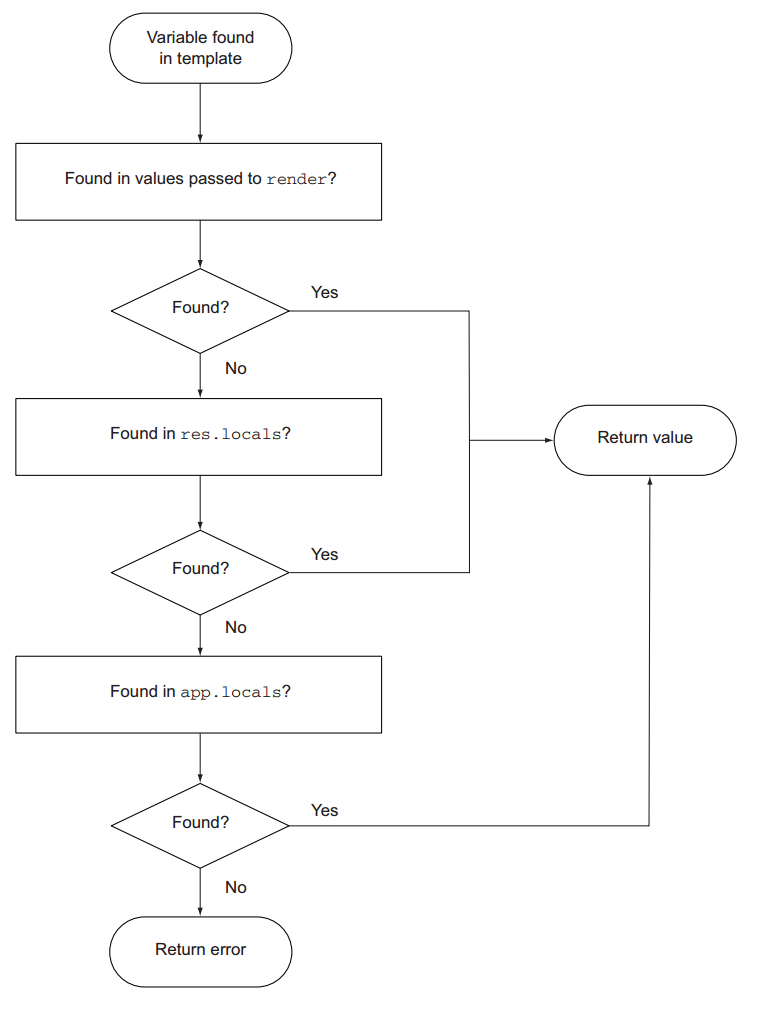 Variable found
in template
Found in values passed to render?
Found?
Yes
No
Found in res.locals?
Return value
Found?
Yes
No
Found in app.locals?
Found?
Yes
No
Return error